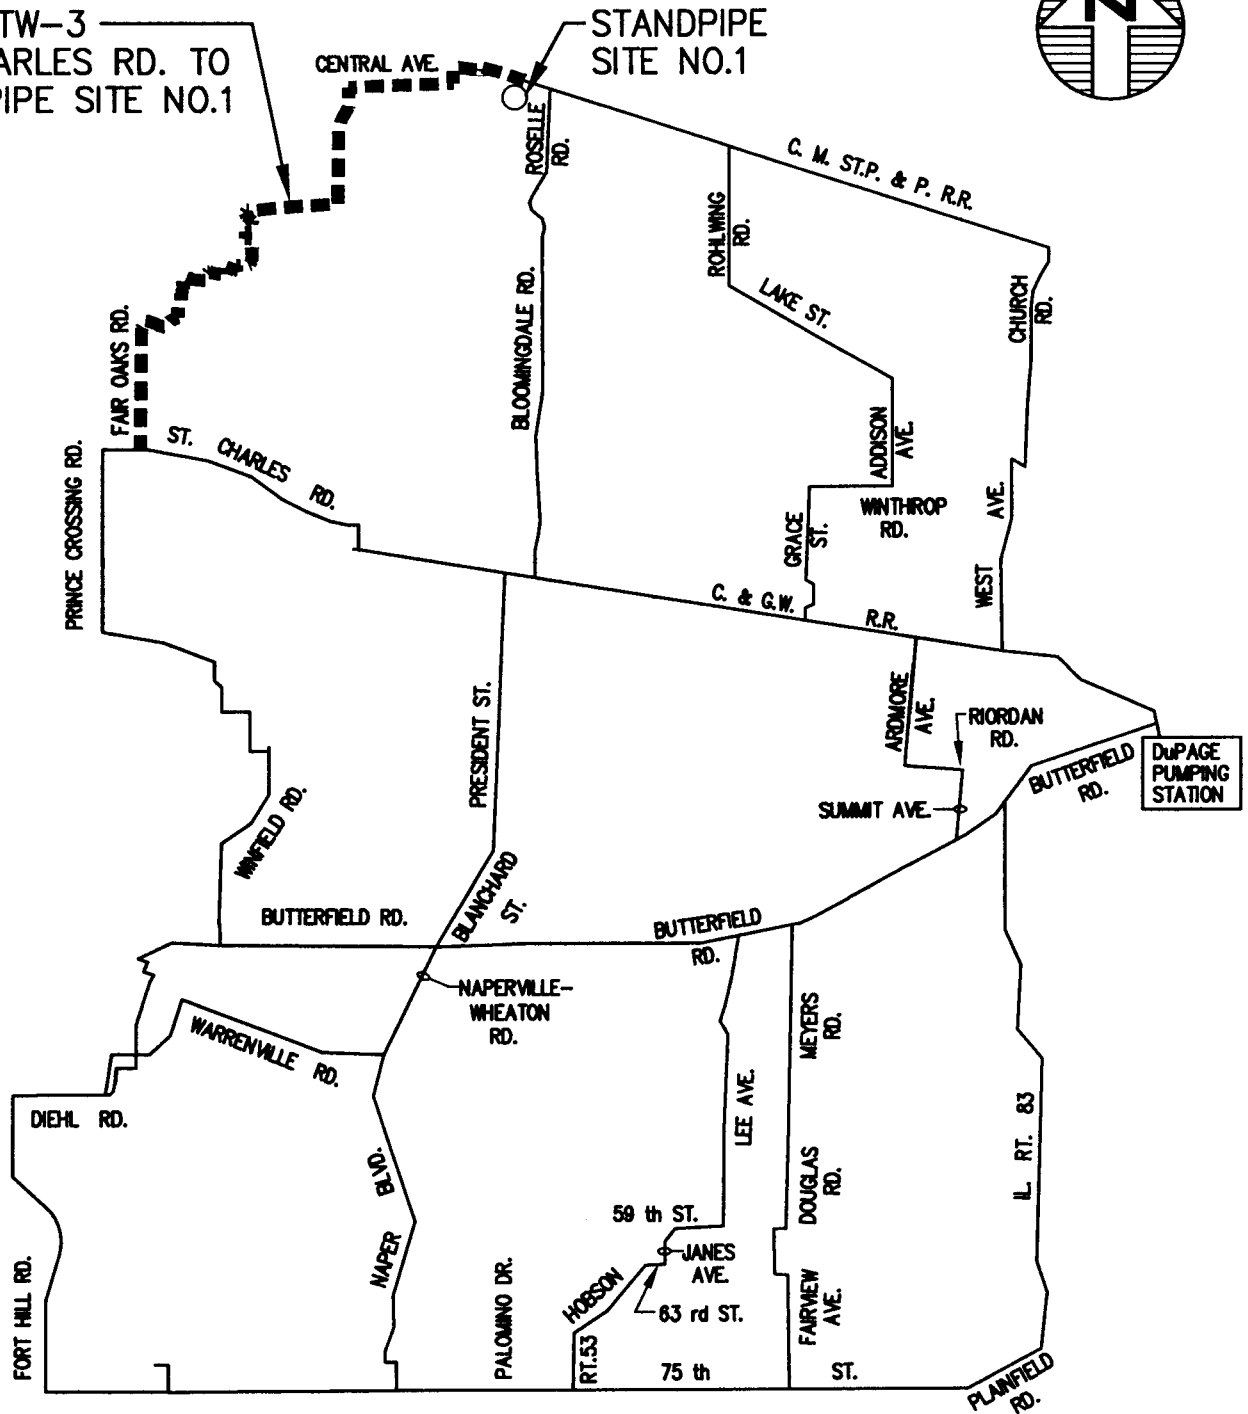 TW-3
ARLES RD. TO
PIPE SITE NO.1
STANDPIPE
SITE NO.1
N
CENTRAL AVE.
ROSELLE
RD.
C. M. ST.P. & P. R.R.
ROHLWING
RD.
LAKE ST.
CHURCH
RD.
BLOOMINGDALE RD.
FAIR OAKS RD.
ST. CHARLES RD.
PRINCE CROSSING RD.
ADDISON
AVE.
WINTHROP
RD.
GRACE
ST.
WEST AVE.
C. & G.W. R.R.
PRESIDENT ST.
ARDMORE
AVE.
RIORDAN
RD.
SUMMIT AVE.
BUTTERFIELD
RD.
DuPAGE
PUMPING
STATION
WINFIELD RD.
BLANCHARD
ST.
BUTTERFIELD RD.
BUTTERFIELD
RD.
NAPERVILLE-
WHEATON
RD.
WARRENVILLE RD.
MEYERS
RD.
LEE AVE.
IL. RT. 83
DIEHL RD.
NAPER BLVD.
DOUGLAS
RD.
59 th ST.
JANES
AVE.
HOBSON
63 rd ST.
FAIRVIEW
AVE.
FORT HILL RD.
PALOMINO DR.
RT.53
75 th ST.
PLAINFIELD
RD.